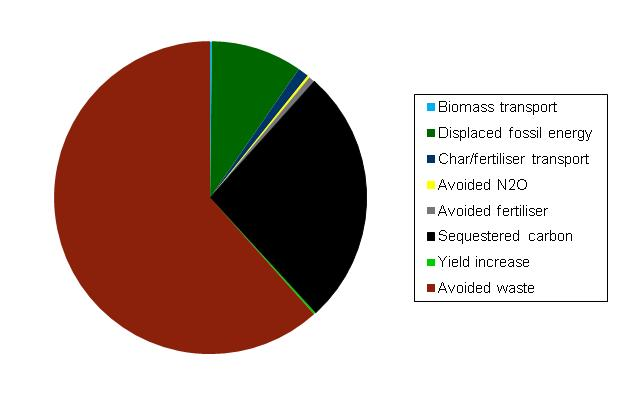 Biomass transport
Displaced fossil energy
Char/fertiliser transport
Avoided N2O
Avoided fertiliser
Sequestered carbon
Yield increase
Avoided waste